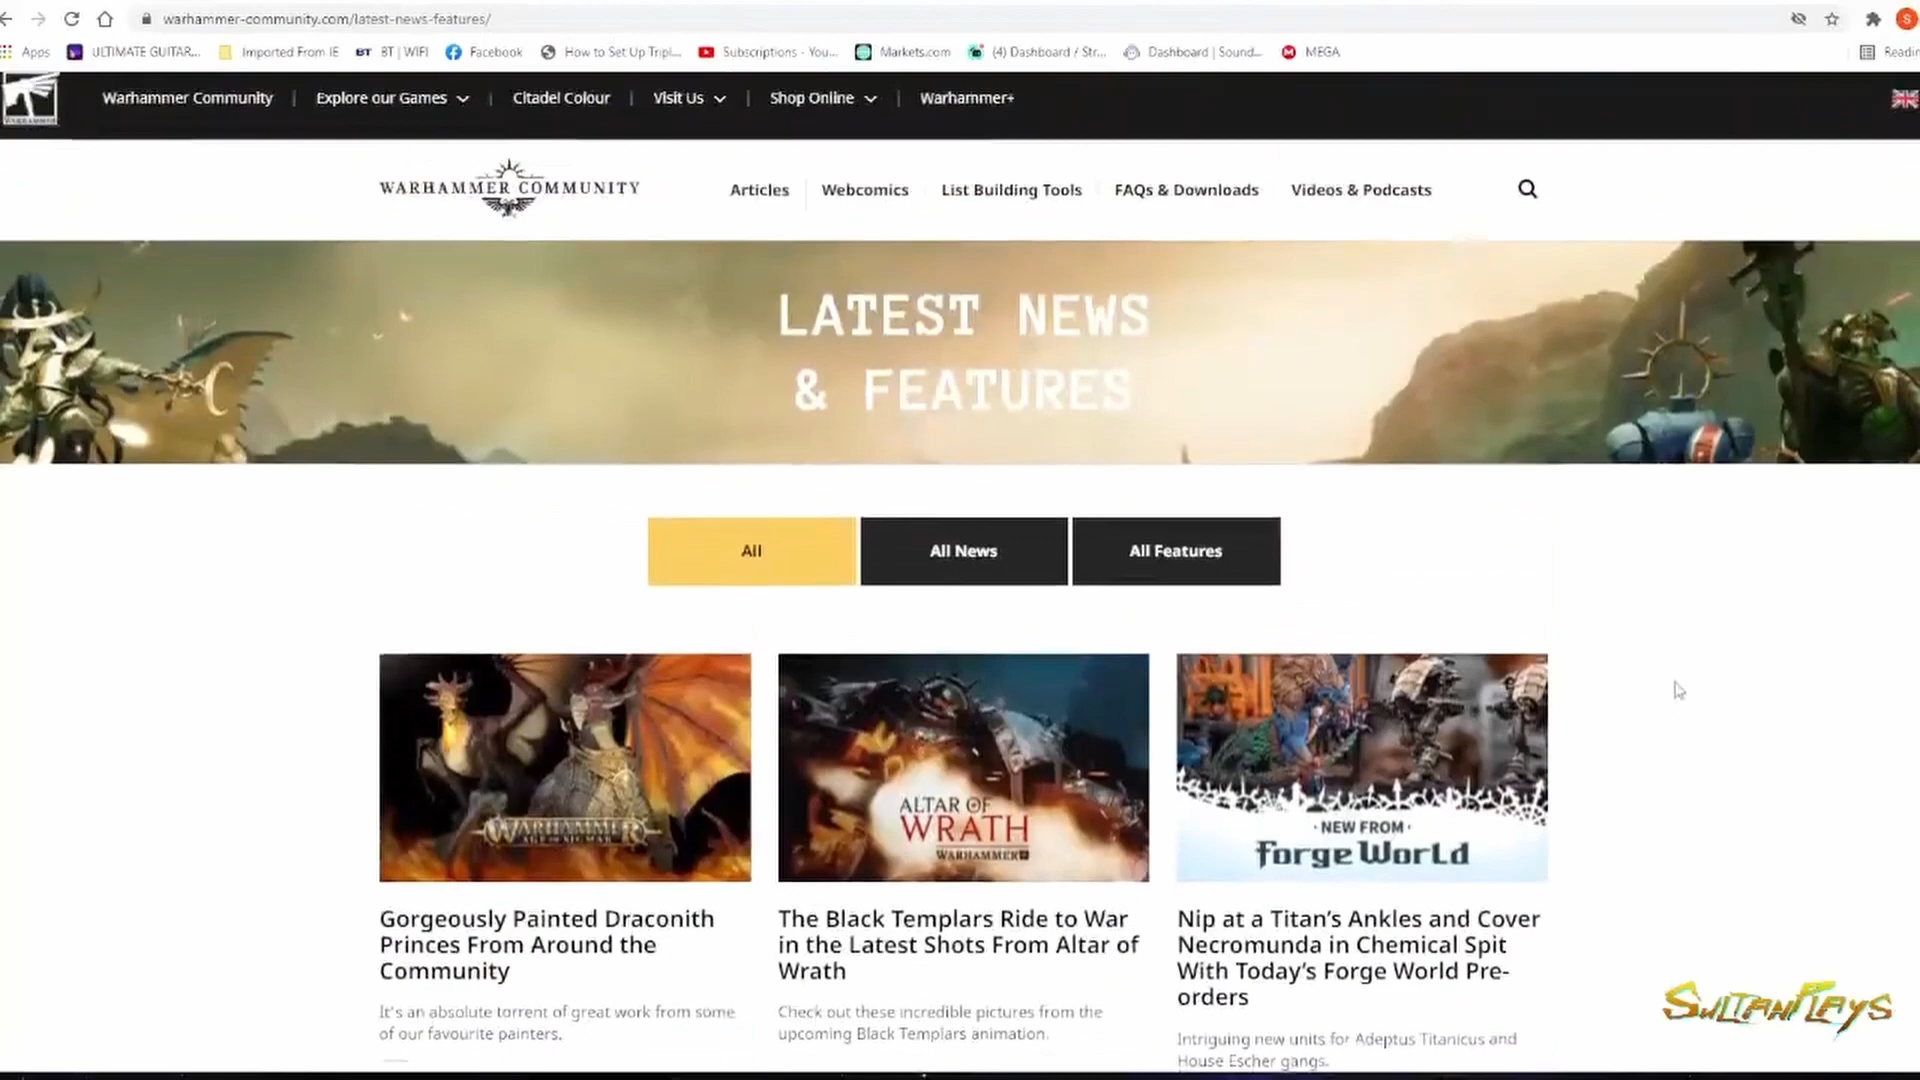 warhammer-community.com/latest-news-features/
S
Apps
ULTIMATE GUITAR...
Imported From IE
BT BT | WIFI
Facebook
How to Set Up Tripl...
Subscriptions - You...
Markets.com
(4) Dashboard / Str...
Dashboard | Sound...
M MEGA
Readin
Warhammer Community
Explore our Games
Citadel Colour
Visit Us
Shop Online
Warhammer+
WARHAMMER COMMUNITY
Articles
Webcomics
List Building Tools
FAQs & Downloads
Videos & Podcasts
LATEST NEWS
& FEATURES
All
All News
All Features
WARHAMMER
AGE OF SIGMAR
ALTAR OF
WRATH
WARHAMMER+
· NEW FROM ·
Forge World
Gorgeously Painted Draconith
Princes From Around the
Community
It's an absolute torrent of great work from some
of our favourite painters.
The Black Templars Ride to War
in the Latest Shots From Altar of
Wrath
Check out these incredible pictures from the
upcoming Black Templars animation.
Nip at a Titan's Ankles and Cover
Necromunda in Chemical Spit
With Today's Forge World Pre-
orders
Intriguing new units for Adeptus Titanicus and
House Escher gangs.
SULTANPLAYS